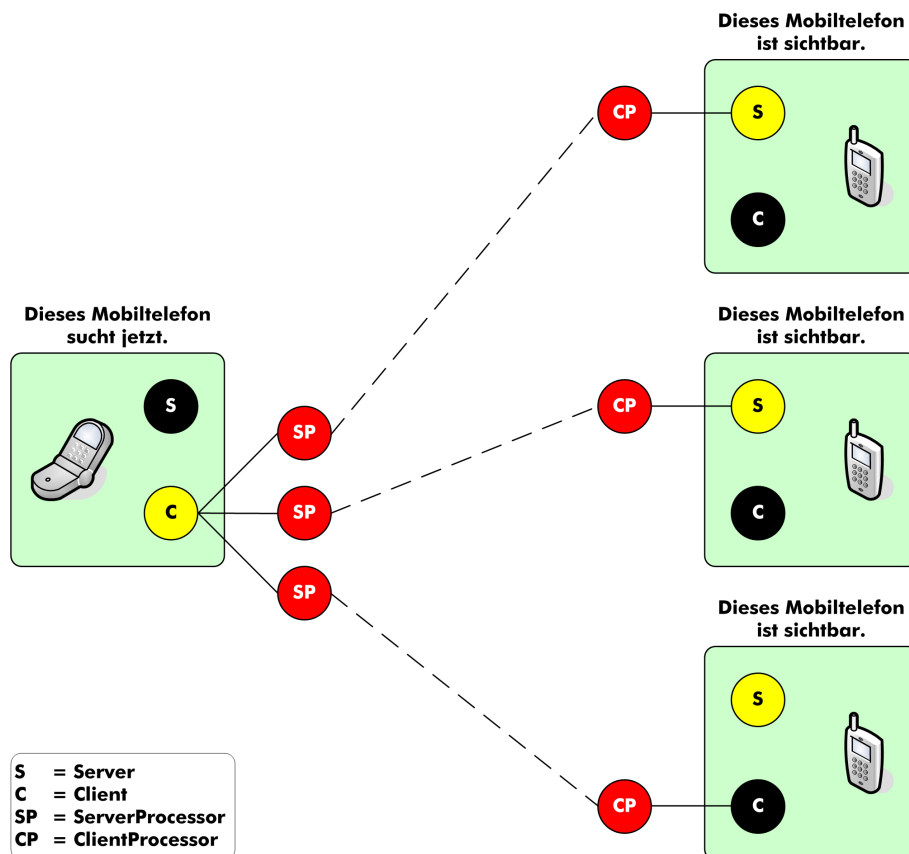 Dieses Mobiltelefon
ist sichtbar.
CP
S
C
Dieses Mobiltelefon
sucht jetzt.
S
C
SP
SP
SP
Dieses Mobiltelefon
ist sichtbar.
CP
S
C
Dieses Mobiltelefon
ist sichtbar.
S
CP
C
S = Server
C = Client
SP = ServerProcessor
CP = ClientProcessor